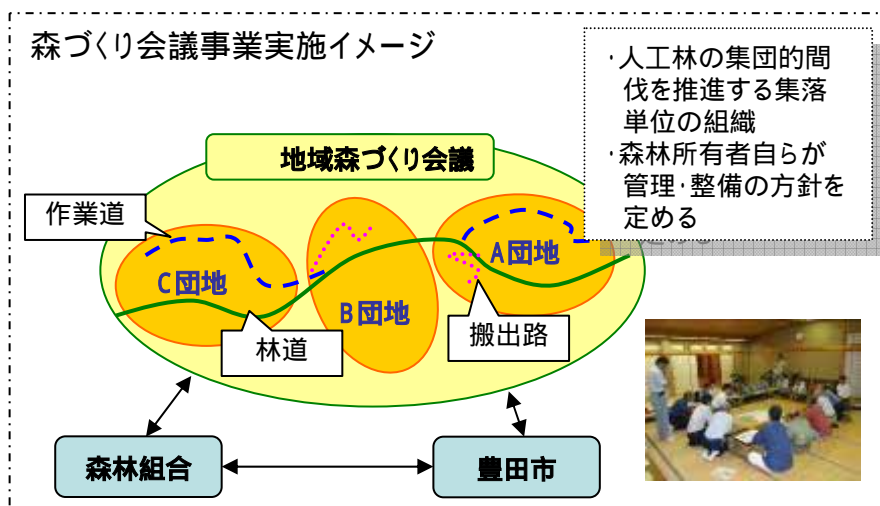 森づくり会議事業実施イメージ
・人工林の集団的間
伐を推進する集落
単位の組織
・森林所有者自らが
管理・整備の方針を
定める
地域森づくり会議
作業道
A団地
C団地
B団地
林道
搬出路
森林組合
豊田市